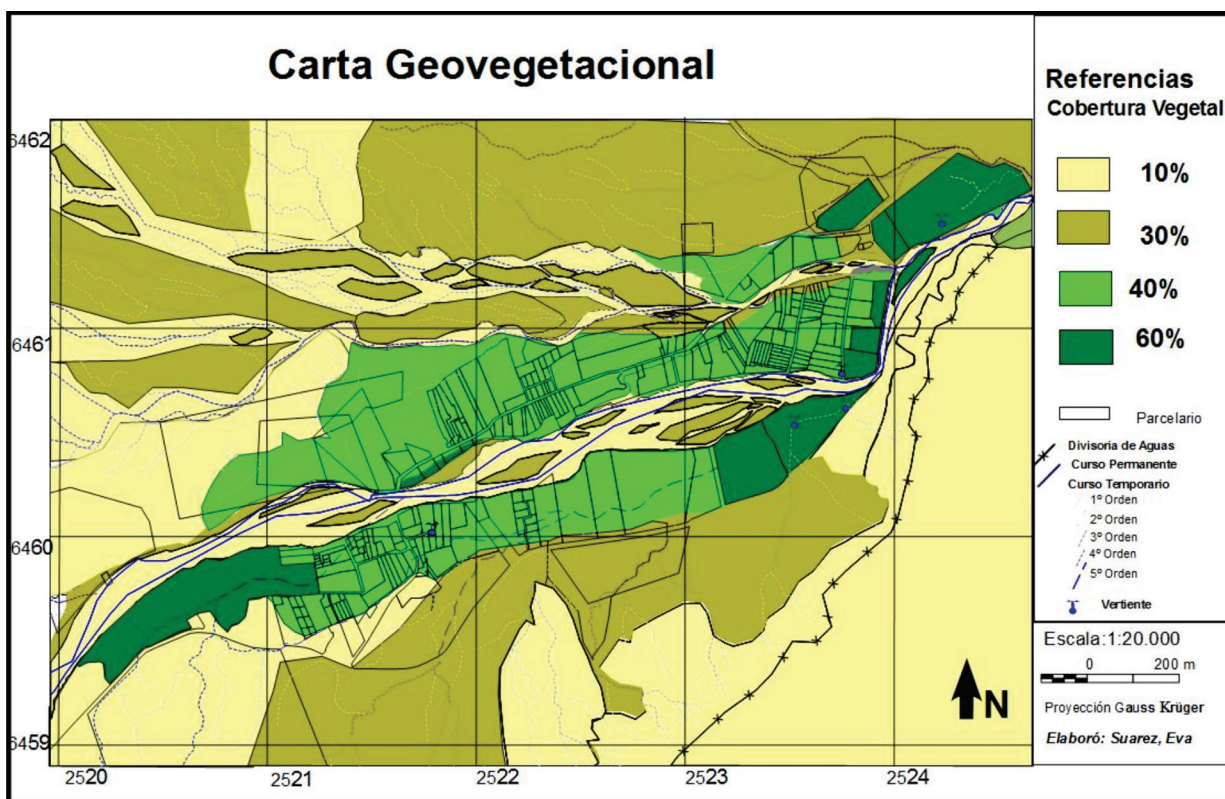 Carta Geovegetacional
6462
6461
6460
6459
2520
2521
2522
2523
2524
N
Referencias
Cobertura Vegetal
10%
30%
40%
60%
Parcelario
Divisoria de Aguas
Curso Permanente
Curso Temporario
1º Orden
2º Orden
3º Orden
4º Orden
5º Orden
Vertiente
Escala:1:20.000
0 200 m
Proyección Gauss Krüger
Elaboró: Suarez, Eva